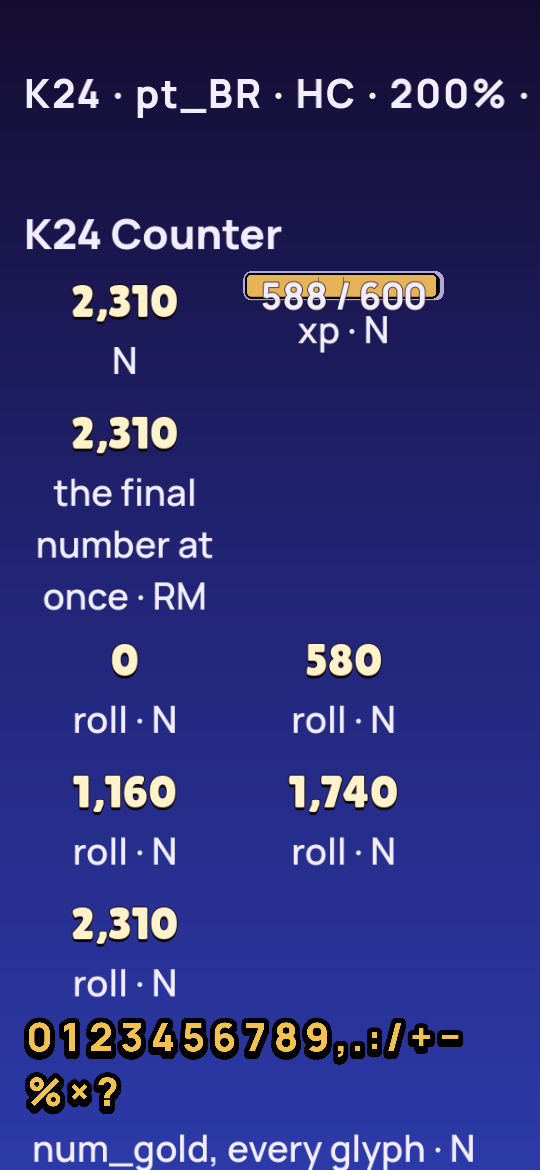 K24 · pt_BR · HC · 200% ·
K24 Counter
2,310
588 / 600
N
xp · N
2,310
the final
number at
once · RM
0
580
roll · N
roll · N
1,160
1,740
roll · N
roll · N
2,310
roll · N
0123456789,.:/+−
%×?
num_gold, every glyph · N